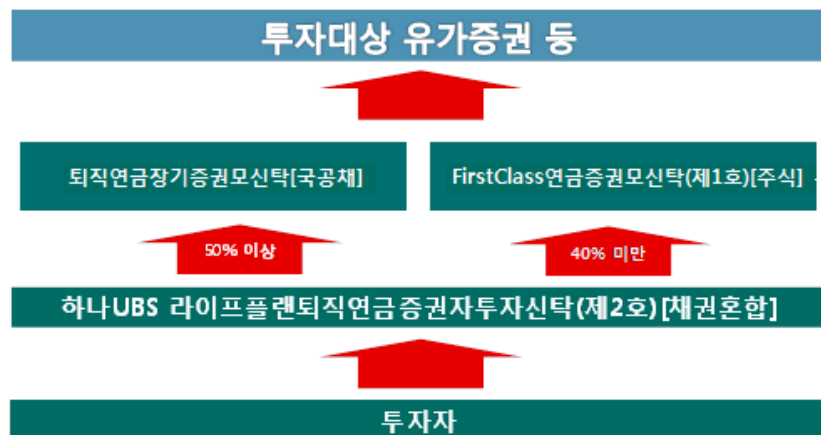 투자대상 유가증권 등
퇴직연금장기증권모신탁[국공채]
FirstClass연금증권모신탁(제1호)[주식]
50% 이상
40% 미만
하나UBS 라이프플랜퇴직연금증권자투자신탁(제2호)[채권혼합]
투자자